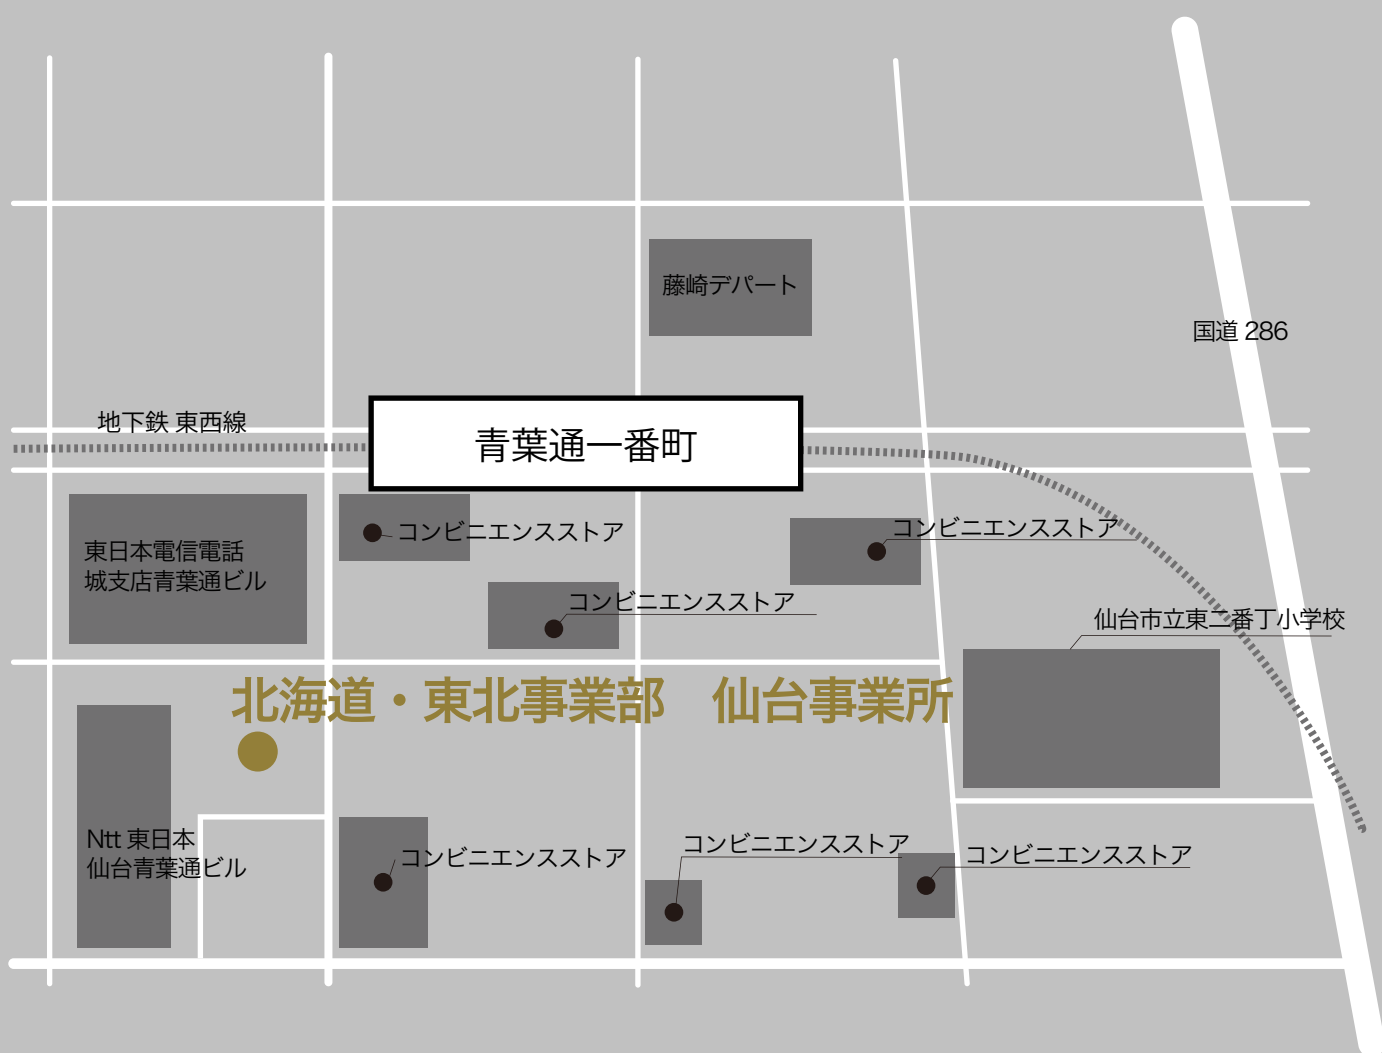 藤崎デパート
国道 286
地下鉄 東西線
青葉通一番町
コンビニエンスストア
コンビニエンスストア
東日本電信電話
城支店青葉通ビル
コンビニエンスストア
仙台市立東二番丁小学校
北海道・東北事業部　仙台事業所
Ntt 東日本
仙台青葉通ビル
コンビニエンスストア
コンビニエンスストア
コンビニエンスストア